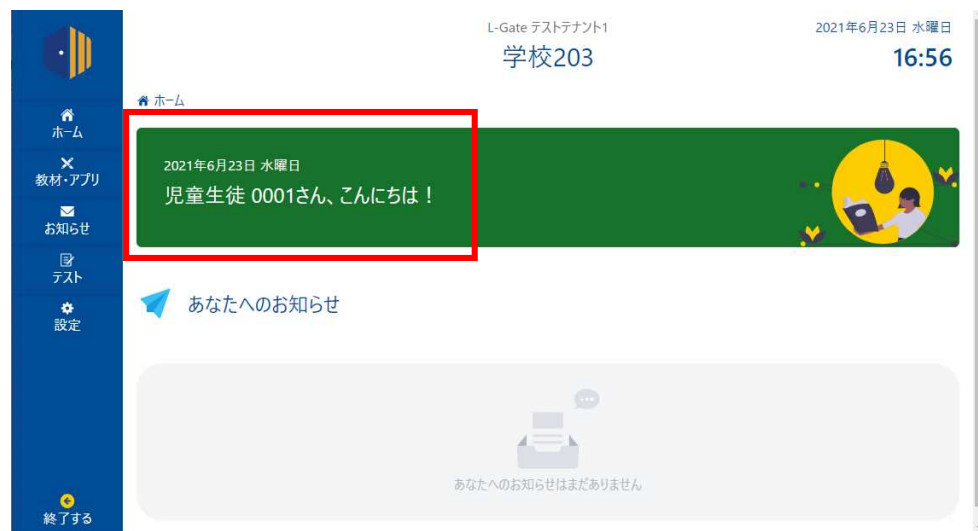 L-Gate テストテナント1
学校203
2021年6月23日 水曜日
16:56
ホーム
ホーム
教材・アプリ
お知らせ
テスト
設定
終了する
2021年6月23日 水曜日
児童生徒 0001さん、こんにちは！
あなたへのお知らせ
あなたへのお知らせはまだありません